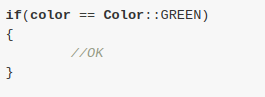 if(color == Color::GREEN)
{
        //OK
}